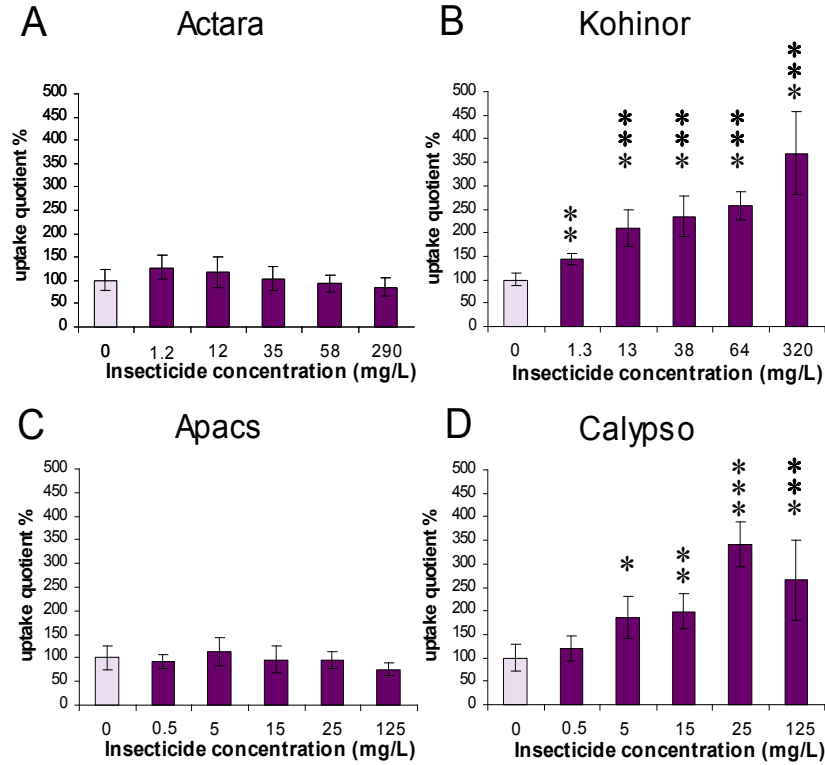 A
Actara
uptake quotient %
500
450
400
350
300
250
200
150
100
50
0
0 1.2 12 35 58 290
Insecticide concentration (mg/L)
B
Kohinor
uptake quotient %
500
450
400
350
300
250
200
150
100
50
0
** *** *** *** ***
0 1.3 13 38 64 320
Insecticide concentration (mg/L)
C
Apacs
uptake quotient %
500
450
400
350
300
250
200
150
100
50
0
0 0.5 5 15 25 125
Insecticide concentration (mg/L)
D
Calypso
uptake quotient %
500
450
400
350
300
250
200
150
100
50
0
* ** *** ***
0 0.5 5 15 25 125
Insecticide concentration (mg/L)